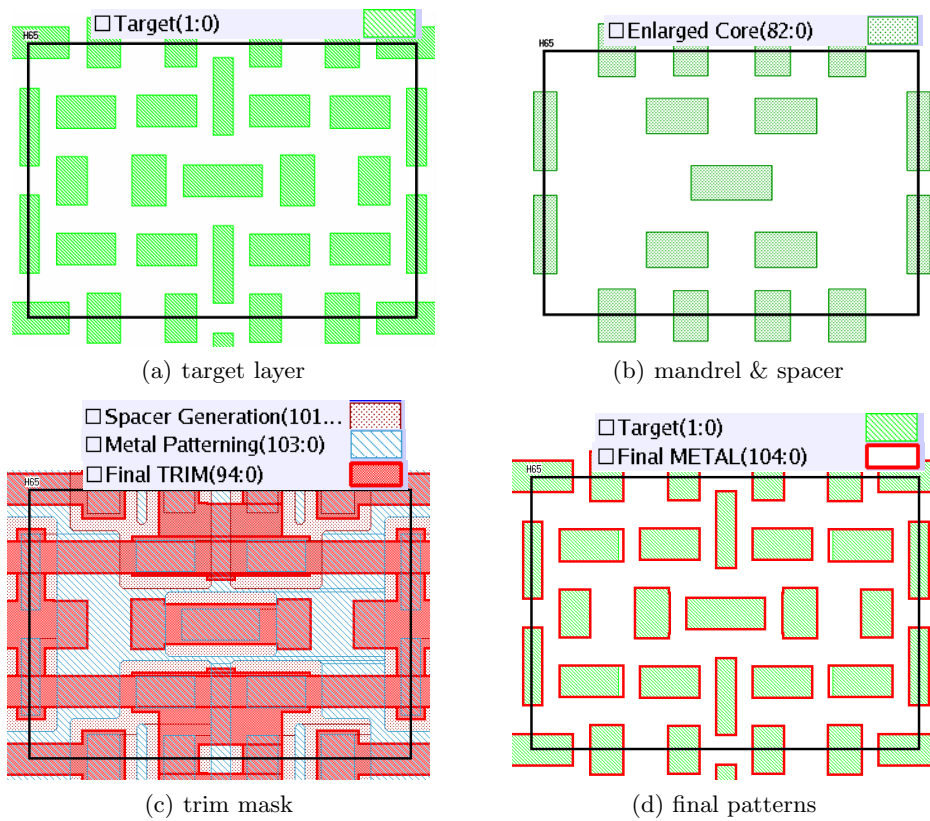 ☐ Target(1:0)
H65
☐ Enlarged Core(82:0)
H65
(a) target layer
(b) mandrel & spacer
☐ Spacer Generation(101...
☐ Metal Patterning(103:0)
☐ Final TRIM(94:0)
H65
☐ Target(1:0)
☐ Final METAL(104:0)
H65
(c) trim mask
(d) final patterns